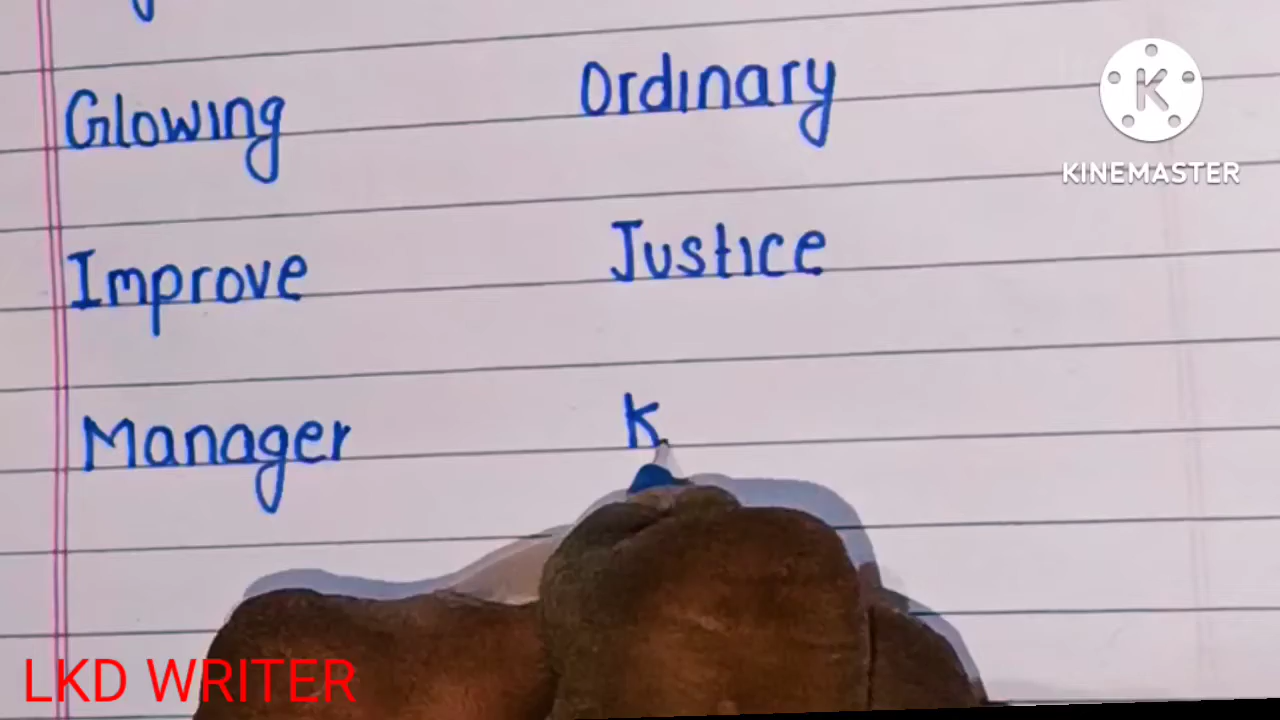 Glowing Ordinary
KINEMASTER
Improve Justice
Manager K
LKD WRITER